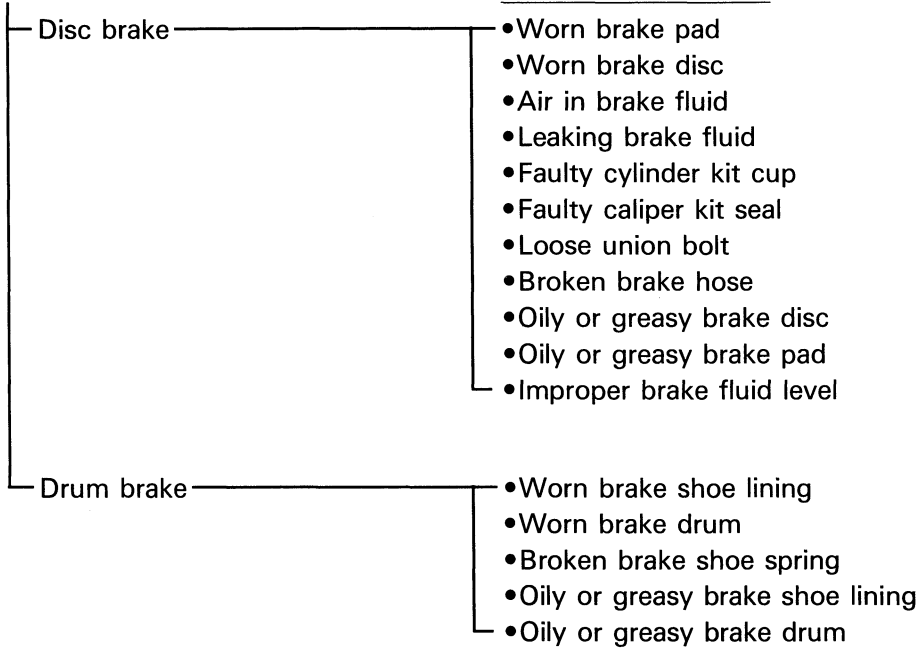 Disc brake
•Worn brake pad
•Worn brake disc
•Air in brake fluid
•Leaking brake fluid
•Faulty cylinder kit cup
•Faulty caliper kit seal
•Loose union bolt
•Broken brake hose
•Oily or greasy brake disc
•Oily or greasy brake pad
•Improper brake fluid level
Drum brake
•Worn brake shoe lining
•Worn brake drum
•Broken brake shoe spring
•Oily or greasy brake shoe lining
•Oily or greasy brake drum